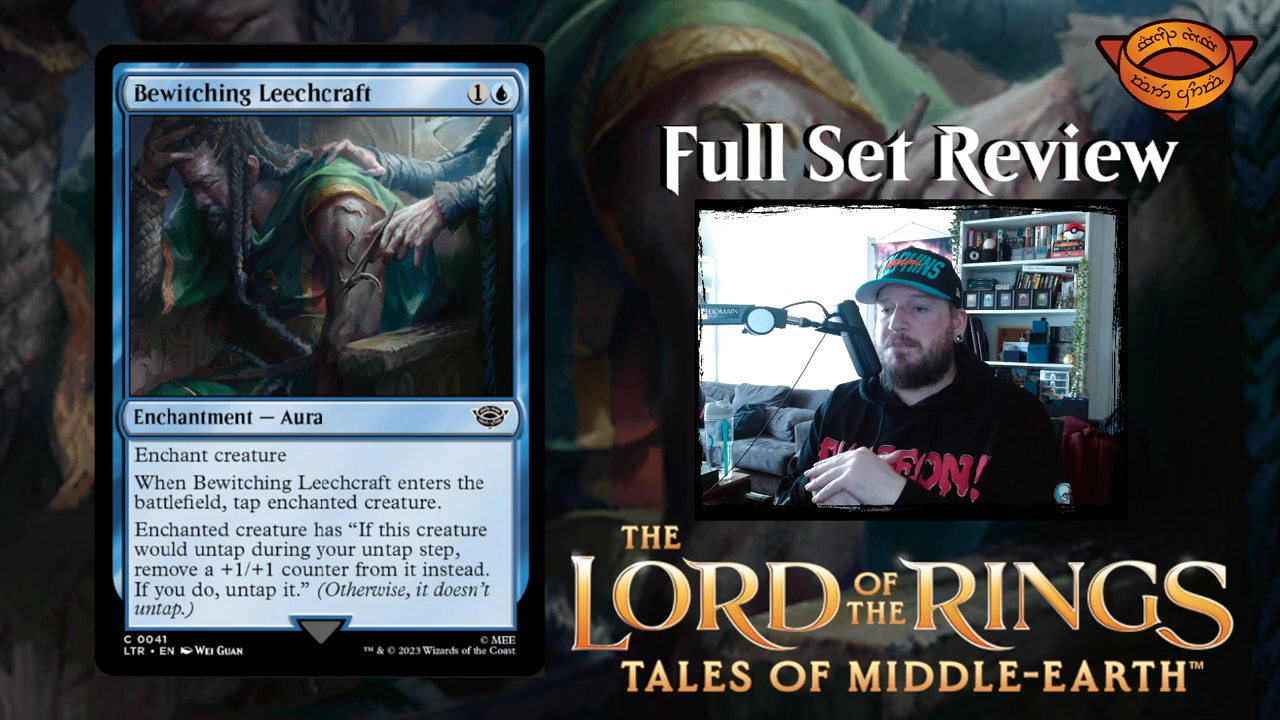 Bewitching Leechcraft 1
Enchantment — Aura
Enchant creature
When Bewitching Leechcraft enters the
battlefield, tap enchanted creature.
Enchanted creature has “If this creature
would untap during your untap step,
remove a +1/+1 counter from it instead.
If you do, untap it.” (Otherwise, it doesn’t
untap.)
C 0041
LTR • EN WEI GUAN
© MEE
™ & © 2023 Wizards of the Coast
Full Set Review
DOLPHINS
DOMAIN
THE
LORD OF THE RINGS
TALES OF MIDDLE-EARTH™